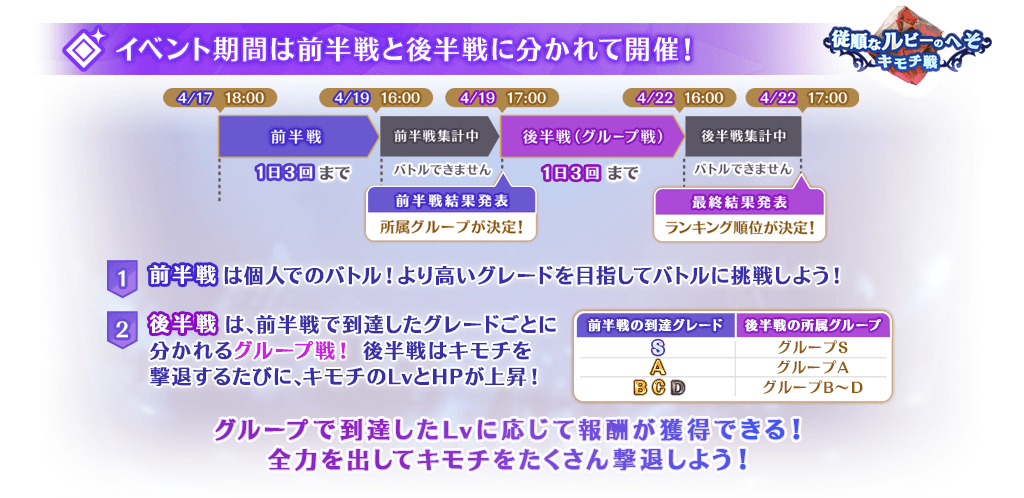 イベント期間は前半戦と後半戦に分かれて開催!
従順なルビーのへそ
キモチ戦
4/17 18:00
4/19 16:00
4/19 17:00
4/22 16:00
4/22 17:00
前半戦
前半戦集計中
後半戦(グループ戦)
後半戦集計中
1日3回 まで
バトルできません
1日3回 まで
バトルできません
前半戦結果発表
所属グループが決定!
最終結果発表
ランキング順位が決定!
1 前半戦 は個人でのバトル!より高いグレードを目指してバトルに挑戦しよう!
2 後半戦 は、前半戦で到達したグレードごとに
分かれるグループ戦! 後半戦はキモチを
撃退するたびに、キモチのLvとHPが上昇!
前半戦の到達グレード 後半戦の所属グループ
S グループS
A グループA
B C D グループB〜D
グループで到達したLvに応じて報酬が獲得できる!
全力を出してキモチをたくさん撃退しよう!